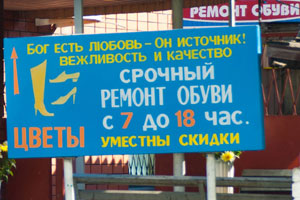 РЕМОНТ ОБУВИ
БОГ ЕСТЬ ЛЮБОВЬ – ОН ИСТОЧНИК!
ВЕЖЛИВОСТЬ И КАЧЕСТВО
СРОЧНЫЙ
РЕМОНТ ОБУВИ
С 7 ДО 18 ЧАС.
ЦВЕТЫ
УМЕСТНЫ СКИДКИ